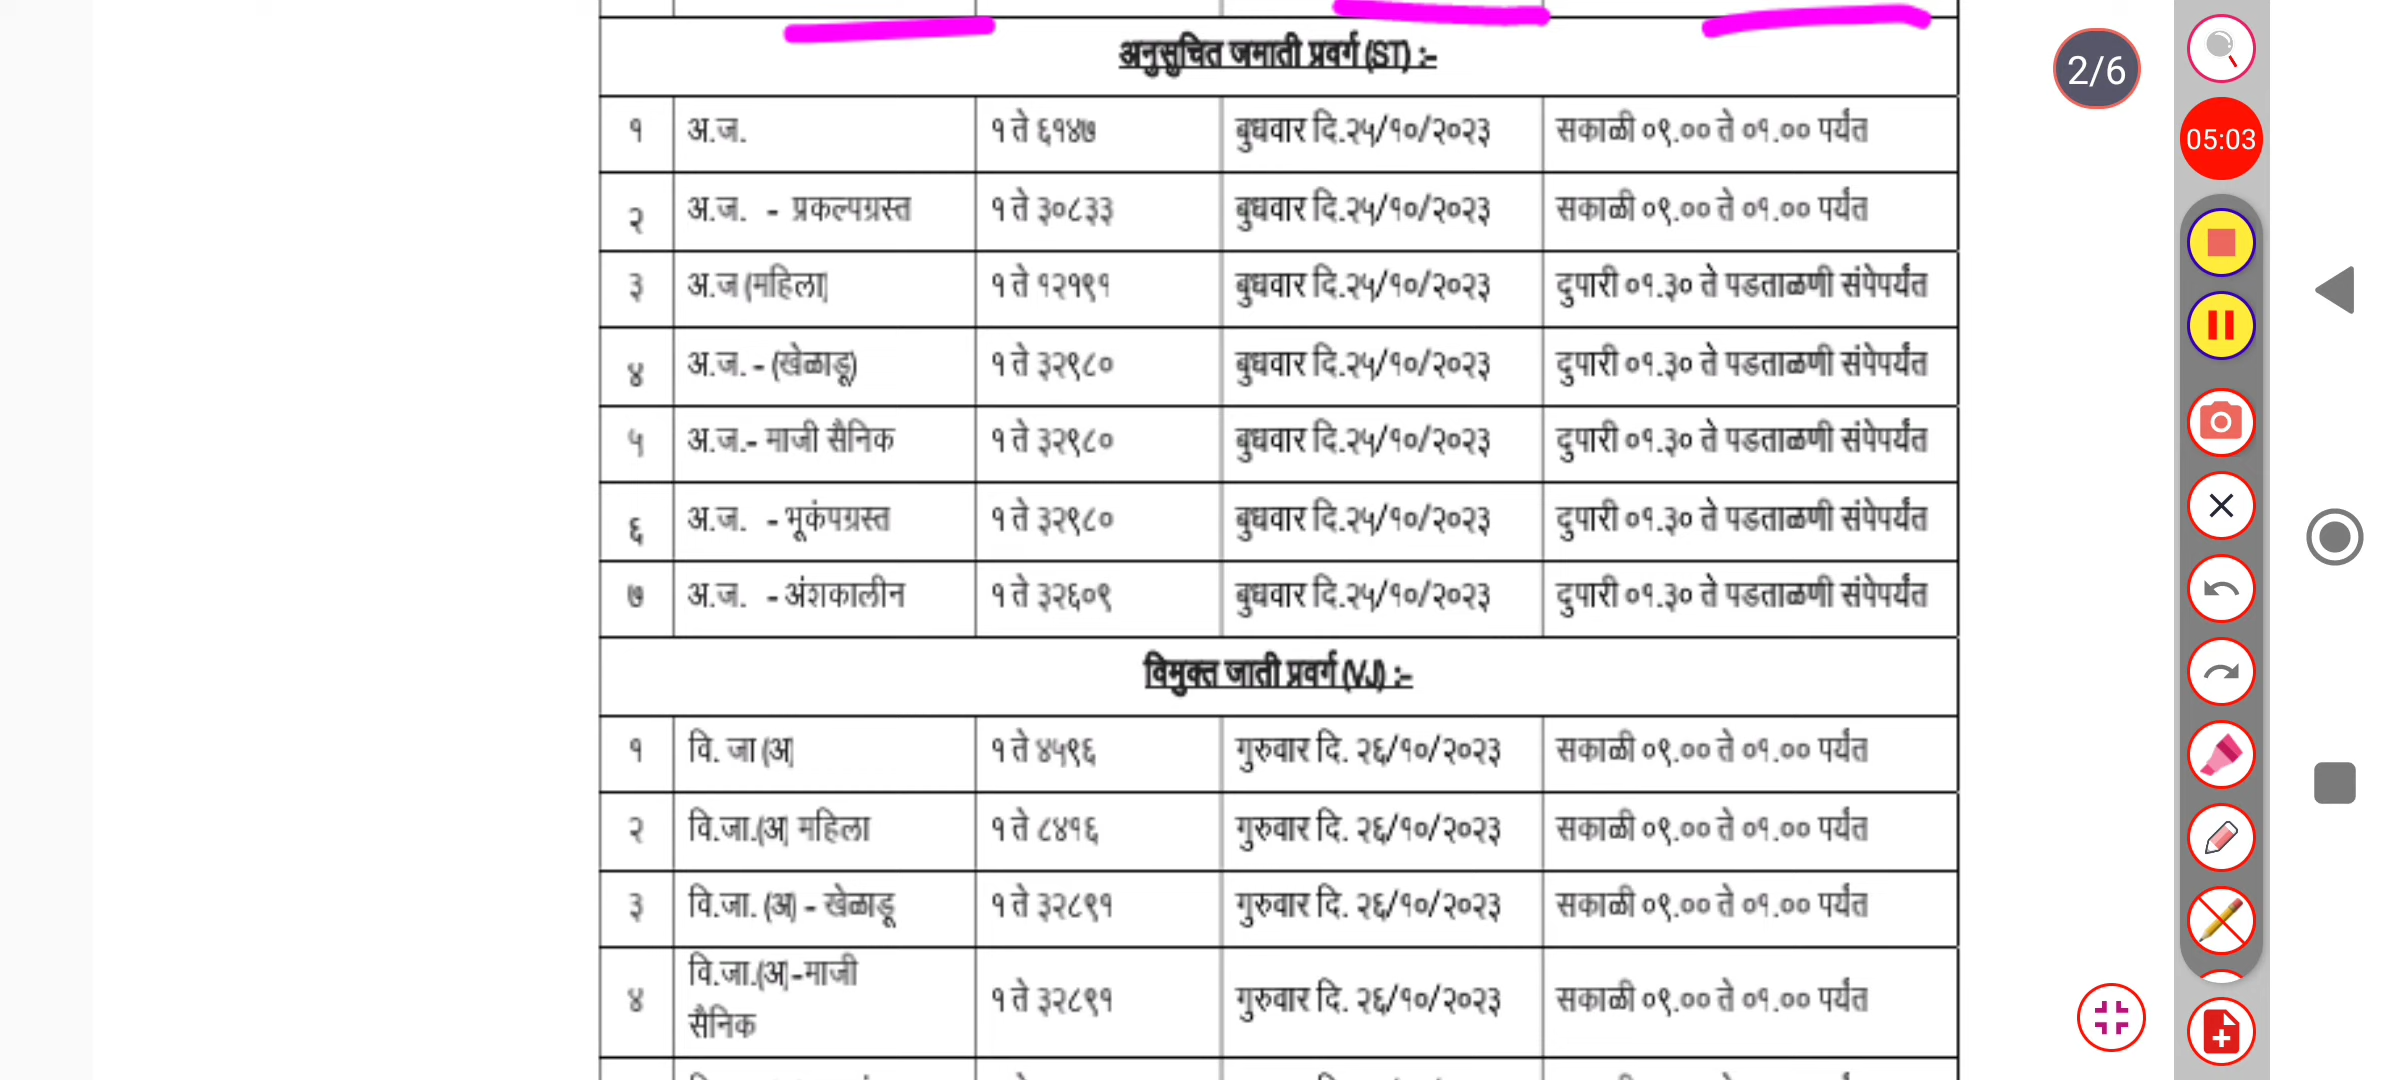 अनुसुचित जमाती प्रवर्ग (ST) :-
१ अ.ज. १ ते ६१४७ बुधवार दि.२५/१०/२०२३ सकाळी ०९.०० ते ०१.०० पर्यंत
२ अ.ज. - प्रकल्पग्रस्त १ ते ३०८३३ बुधवार दि.२५/१०/२०२३ सकाळी ०९.०० ते ०१.०० पर्यंत
३ अ.ज (महिला) १ ते १२१९१ बुधवार दि.२५/१०/२०२३ दुपारी ०१.३० ते पडताळणी संपेपर्यंत
४ अ.ज. - (खेळाडू) १ ते ३२९८० बुधवार दि.२५/१०/२०२३ दुपारी ०१.३० ते पडताळणी संपेपर्यंत
५ अ.ज.- माजी सैनिक १ ते ३२९८० बुधवार दि.२५/१०/२०२३ दुपारी ०१.३० ते पडताळणी संपेपर्यंत
६ अ.ज. - भूकंपग्रस्त १ ते ३२९८० बुधवार दि.२५/१०/२०२३ दुपारी ०१.३० ते पडताळणी संपेपर्यंत
७ अ.ज. - अंशकालीन १ ते ३२६०९ बुधवार दि.२५/१०/२०२३ दुपारी ०१.३० ते पडताळणी संपेपर्यंत
विमुक्त जाती प्रवर्ग (VJ) :-
१ वि. जा (अ) १ ते ४५९६ गुरुवार दि. २६/१०/२०२३ सकाळी ०९.०० ते ०१.०० पर्यंत
२ वि.जा.(अ) महिला १ ते ८४१६ गुरुवार दि. २६/१०/२०२३ सकाळी ०९.०० ते ०१.०० पर्यंत
३ वि.जा. (अ) - खेळाडू १ ते ३२८९१ गुरुवार दि. २६/१०/२०२३ सकाळी ०९.०० ते ०१.०० पर्यंत
४ वि.जा.(अ)-माजी
सैनिक १ ते ३२८९१ गुरुवार दि. २६/१०/२०२३ सकाळी ०९.०० ते ०१.०० पर्यंत
2/6
05:03